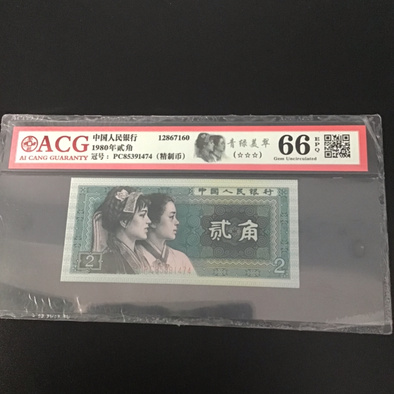 ACG
AI CANG GUARANTY
中国人民银行 12867160
1980年贰角
冠号：PC85391474（精制币）
青绿美翠
（☆☆☆）
66 EPQ
Gem Uncirculated
中国人民银行
贰角
PC85391474
2
2